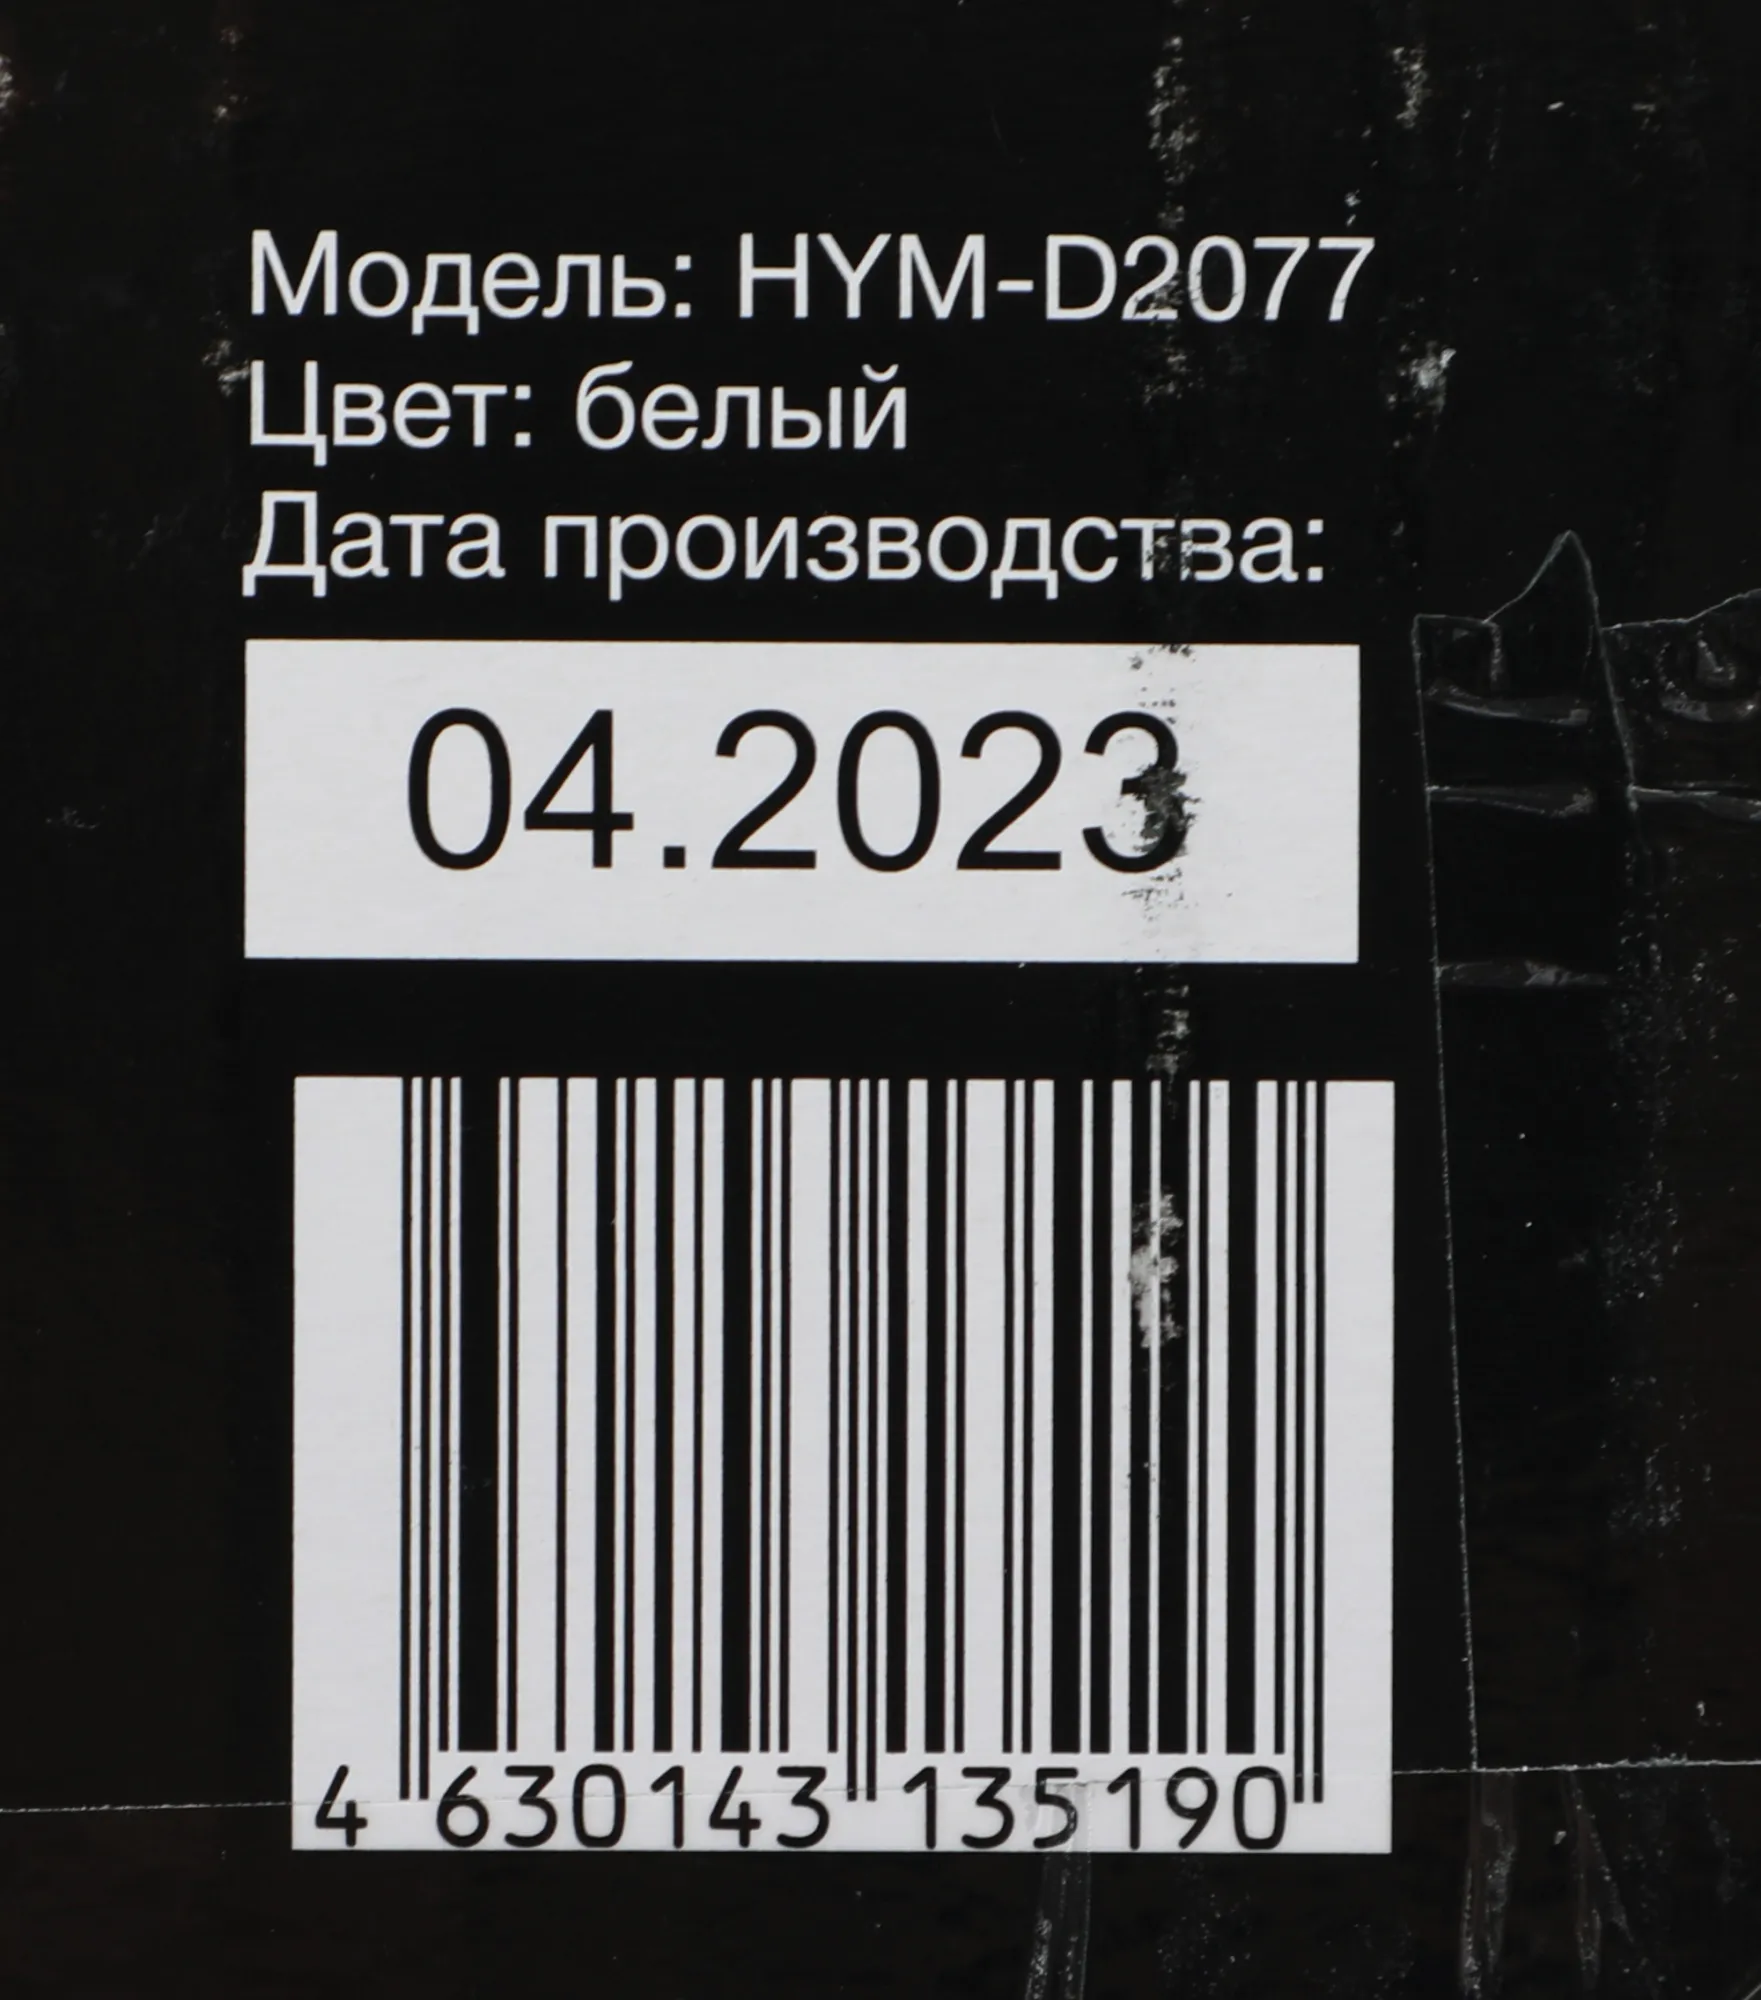 Модель: HYM-D2077
Цвет: белый
Дата производства:
04.2023
4 630143 135190